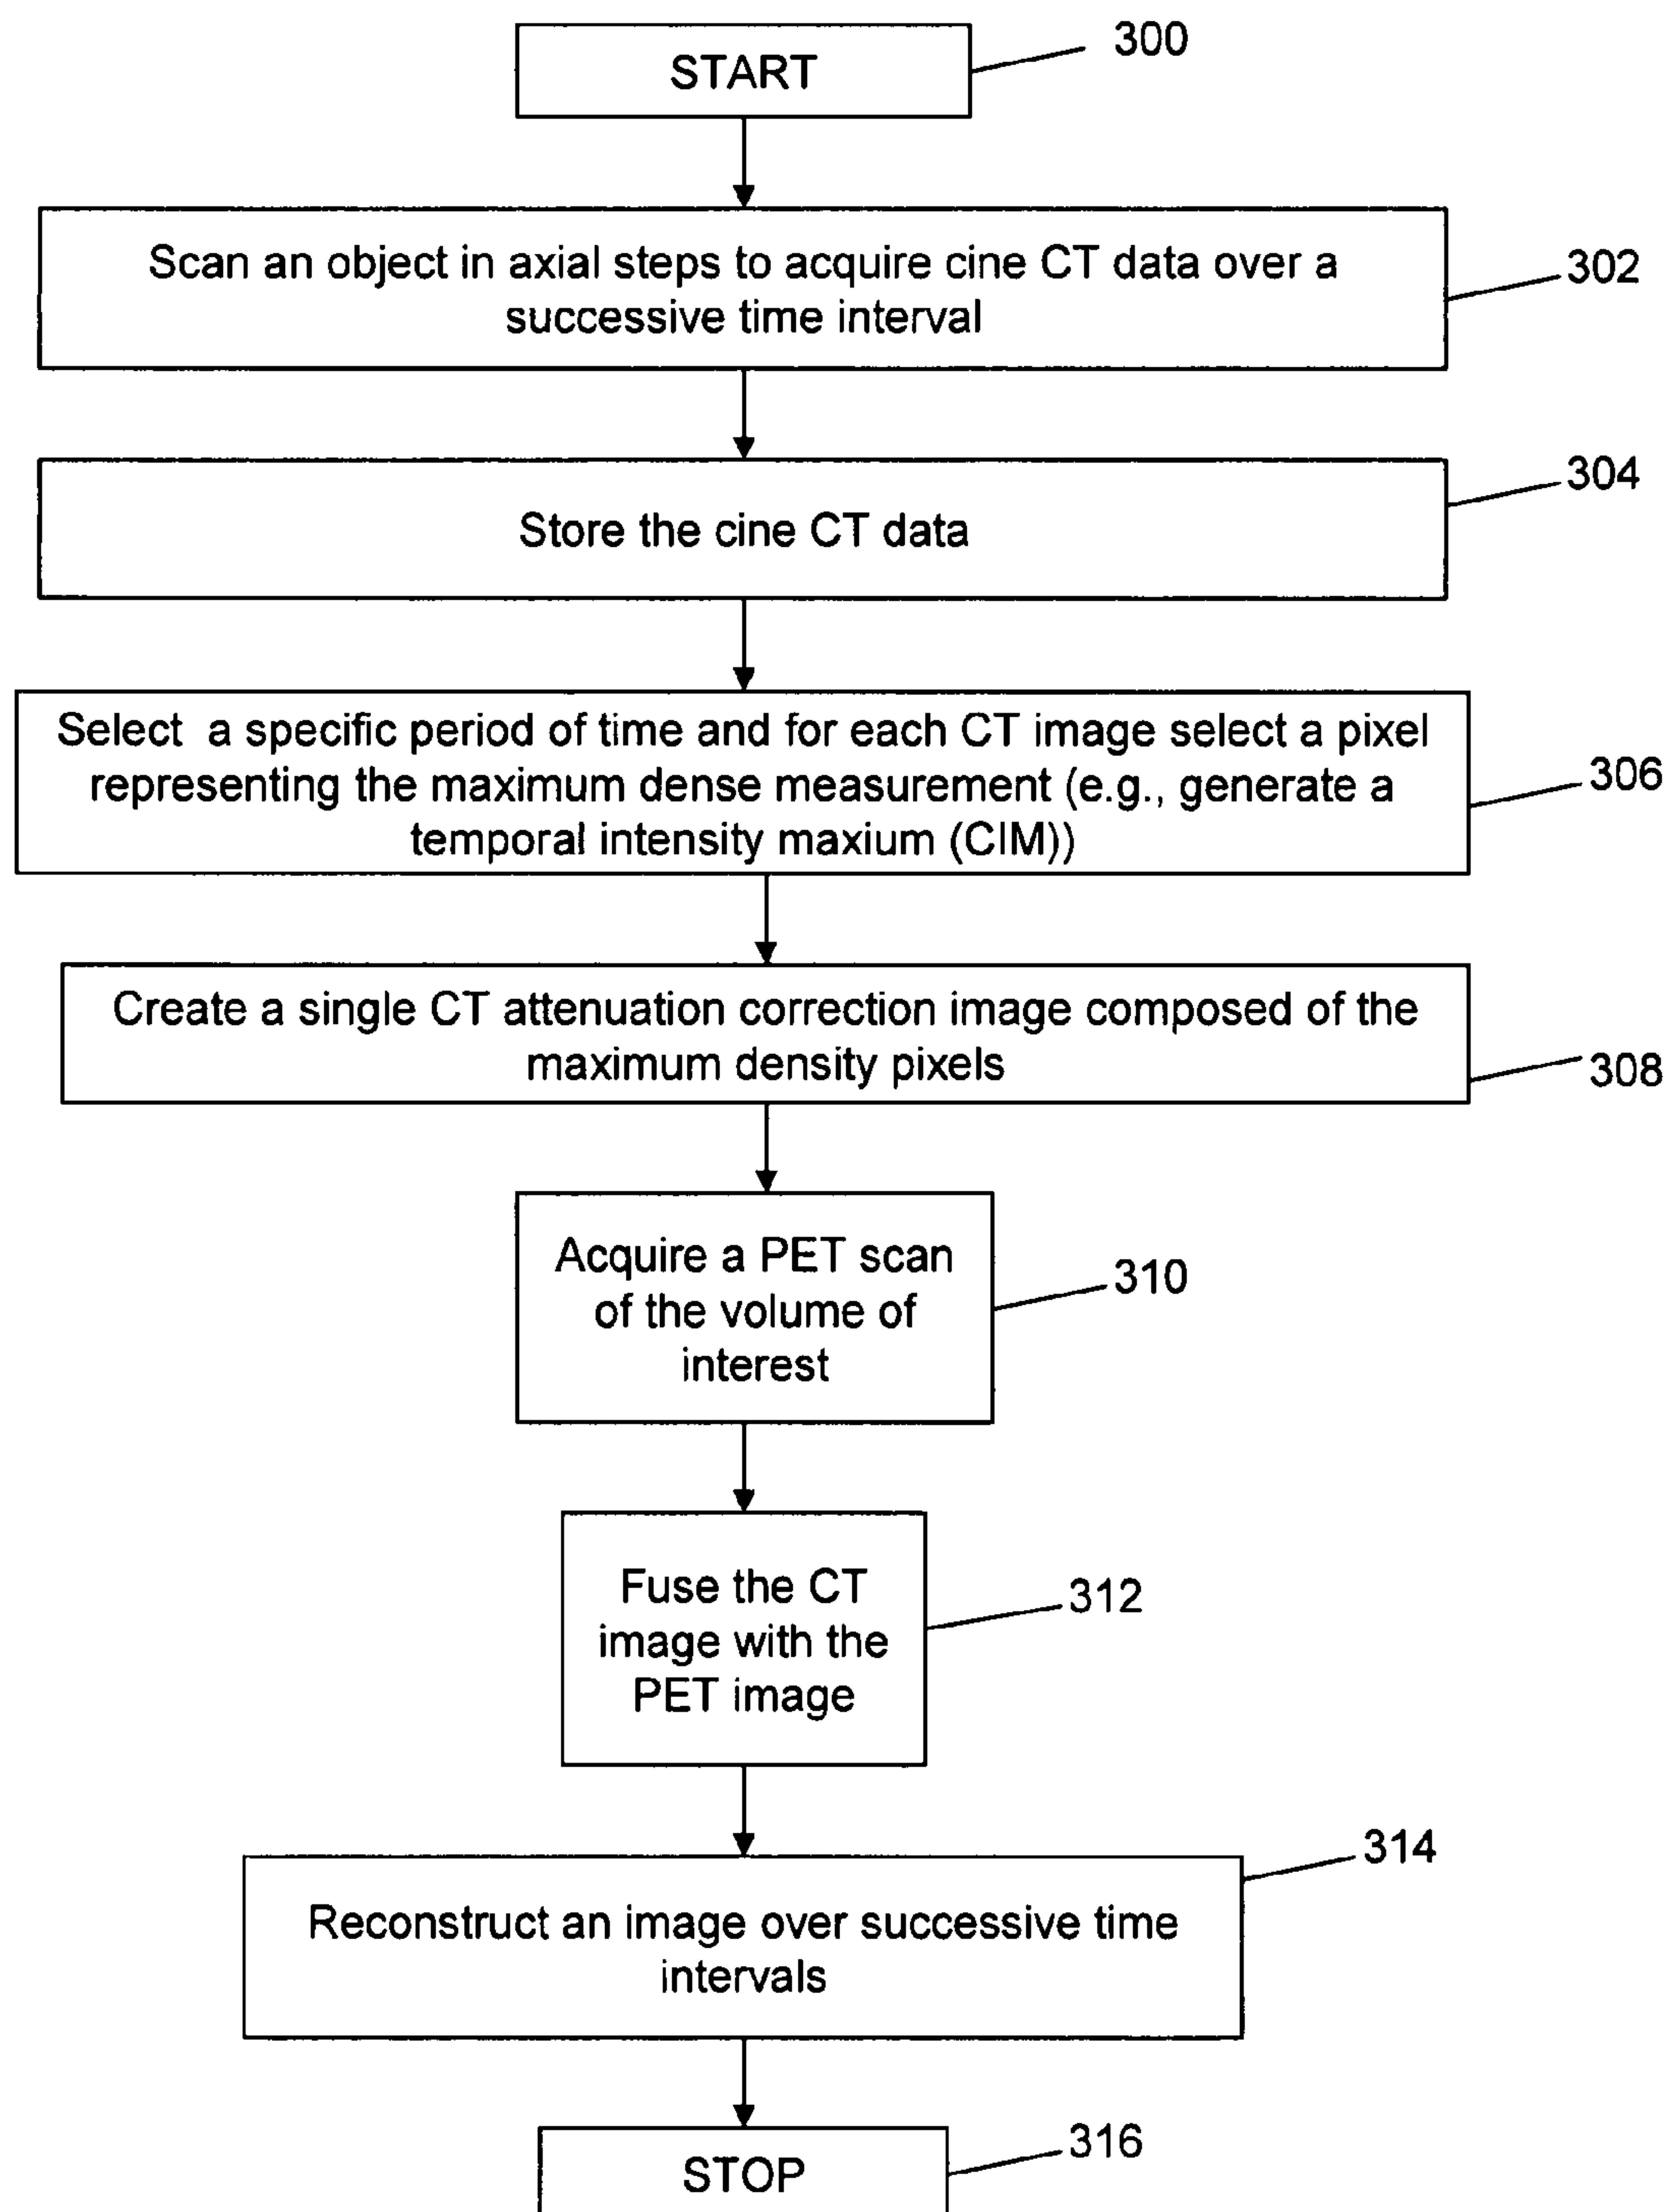 START
300
Scan an object in axial steps to acquire cine CT data over a
successive time interval
302
Store the cine CT data
304
Select a specific period of time and for each CT image select a pixel
representing the maximum dense measurement (e.g., generate a
temporal intensity maxium (CIM))
306
Create a single CT attenuation correction image composed of the
maximum density pixels
308
Acquire a PET scan
of the volume of
interest
310
Fuse the CT
image with the
PET image
312
Reconstruct an image over successive time
intervals
314
STOP
316